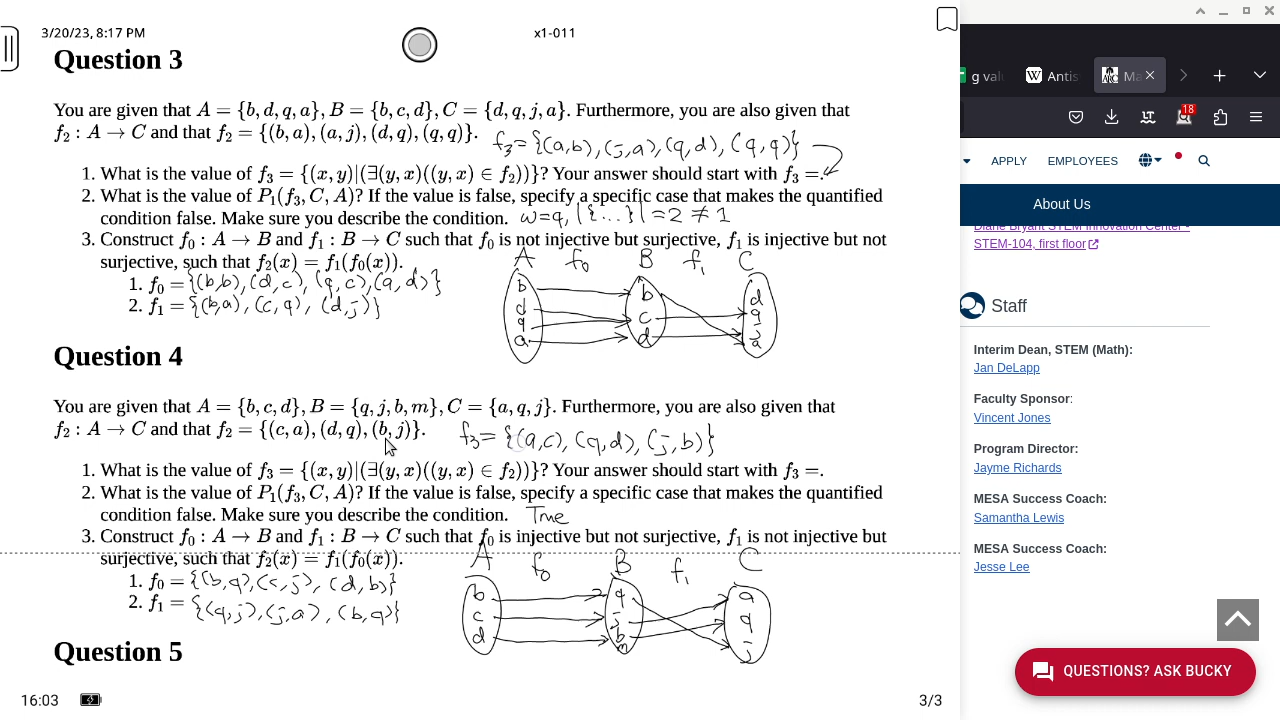 3/20/23, 8:17 PM
x1-011
Question 3
You are given that A = {b, d, q, a}, B = {b, c, d}, C = {d, q, j, a}. Furthermore, you are also given that
f₂ : A → C and that f₂ = {(b, a), (a, j), (d, q), (q, q)}.
f₃={(a,b),(j,a),(q,d),(q,q)}
1. What is the value of f₃ = {(x, y)|(∃(y, x)((y, x) ∈ f₂))}? Your answer should start with f₃ =.
2. What is the value of P₁(f₃, C, A)? If the value is false, specify a specific case that makes the quantified
condition false. Make sure you describe the condition.
w=q, |{...}|=2 ≠ 1
3. Construct f₀ : A → B and f₁ : B → C such that f₀ is not injective but surjective, f₁ is injective but not
surjective, such that f₂(x) = f₁(f₀(x)).
1. f₀ = {(b,b),(d,c),(q,c),(a,d)}
2. f₁ = {(b,a),(c,q),(d,j)}
A f₀ B f₁ C
b
d
q
a
b
c
d
d
q
j
a
Question 4
You are given that A = {b, c, d}, B = {q, j, b, m}, C = {a, q, j}. Furthermore, you are also given that
f₂ : A → C and that f₂ = {(c, a), (d, q), (b, j)}.
f₃={(a,c),(q,d),(j,b)}
1. What is the value of f₃ = {(x, y)|(∃(y, x)((y, x) ∈ f₂))}? Your answer should start with f₃ =.
2. What is the value of P₁(f₃, C, A)? If the value is false, specify a specific case that makes the quantified
condition false. Make sure you describe the condition.
True
3. Construct f₀ : A → B and f₁ : B → C such that f₀ is injective but not surjective, f₁ is not injective but
surjective, such that f₂(x) = f₁(f₀(x)).
1. f₀ = {(b,q),(c,j),(d,b)}
2. f₁ = {(q,j),(j,a),(b,q)}
A f₀ B f₁ C
b
c
d
q
j
b
m
a
q
j
Question 5
16:03
3/3
g val
Antis
Ma
18
APPLY EMPLOYEES
About Us
Diane Bryant STEM Innovation Center -
STEM-104, first floor
Staff
Interim Dean, STEM (Math):
Jan DeLapp
Faculty Sponsor:
Vincent Jones
Program Director:
Jayme Richards
MESA Success Coach:
Samantha Lewis
MESA Success Coach:
Jesse Lee
QUESTIONS? ASK BUCKY